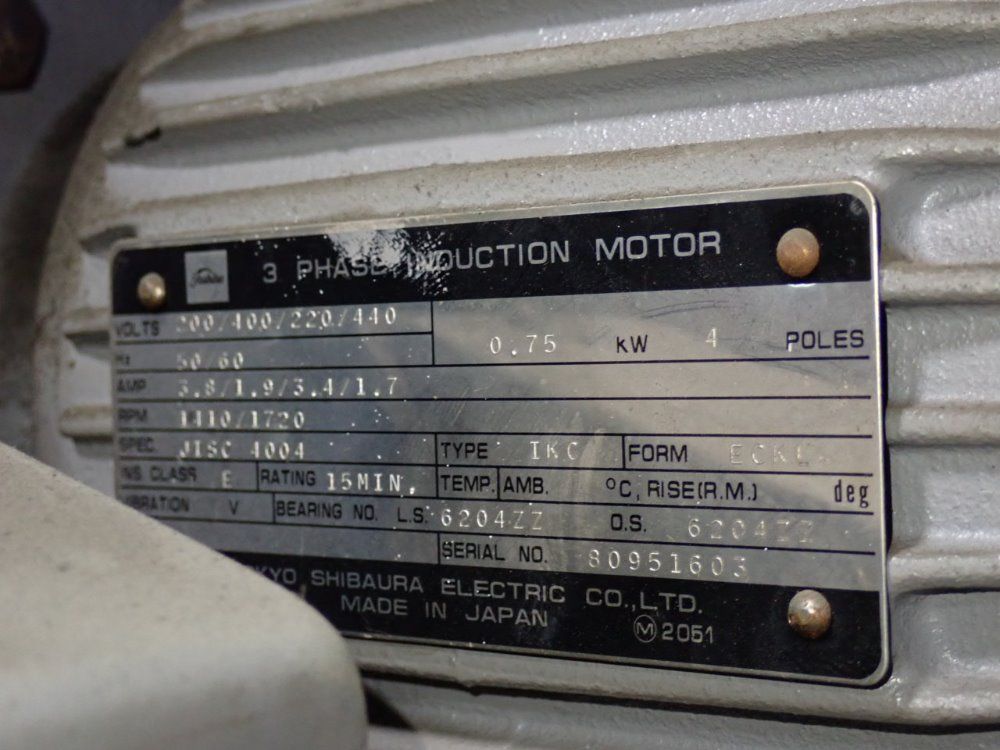 Toshiba 3 PHASE INDUCTION MOTOR
VOLTS 200/400/220/440
0.75 kW 4 POLES
Hz 50/60
AMP 3.8/1.9/3.4/1.7
RPM 1410/1720
SPEC. JISC 4004 TYPE IKC FORM
INS. CLASS E RATING 15MIN. TEMP. AMB. °C, RISE(R.M.) deg
VIBRATION V BEARING NO. L.S. 6204ZZ O.S. 6204ZZ
SERIAL NO. 80951603
SHIBAURA ELECTRIC CO.,LTD.
MADE IN JAPAN Ⓜ 2051